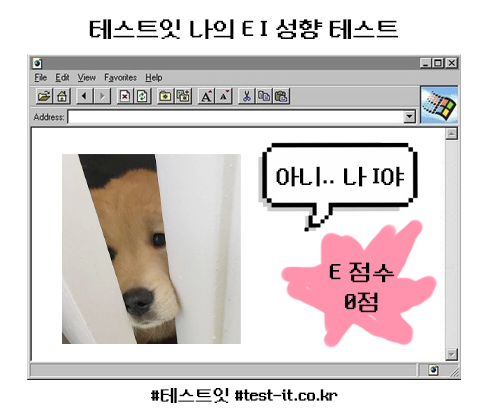 테스트잇 나의 E I 성향 테스트
File Edit View Favorites Help
Address:
아니.. 나 I야
E 점수
0점
#테스트잇 #test-it.co.kr